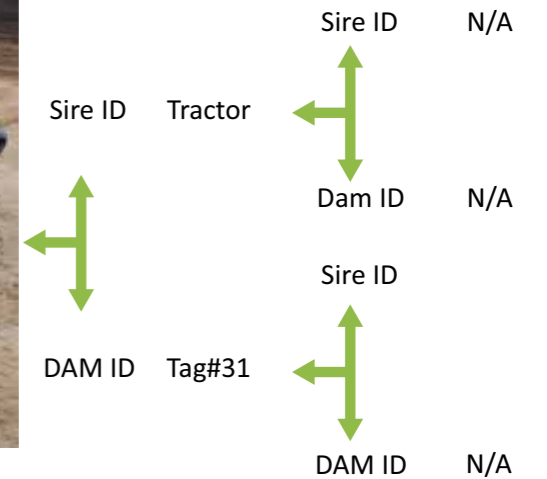 Sire ID N/A
Sire ID Tractor
Dam ID N/A
Sire ID
DAM ID Tag#31
DAM ID N/A